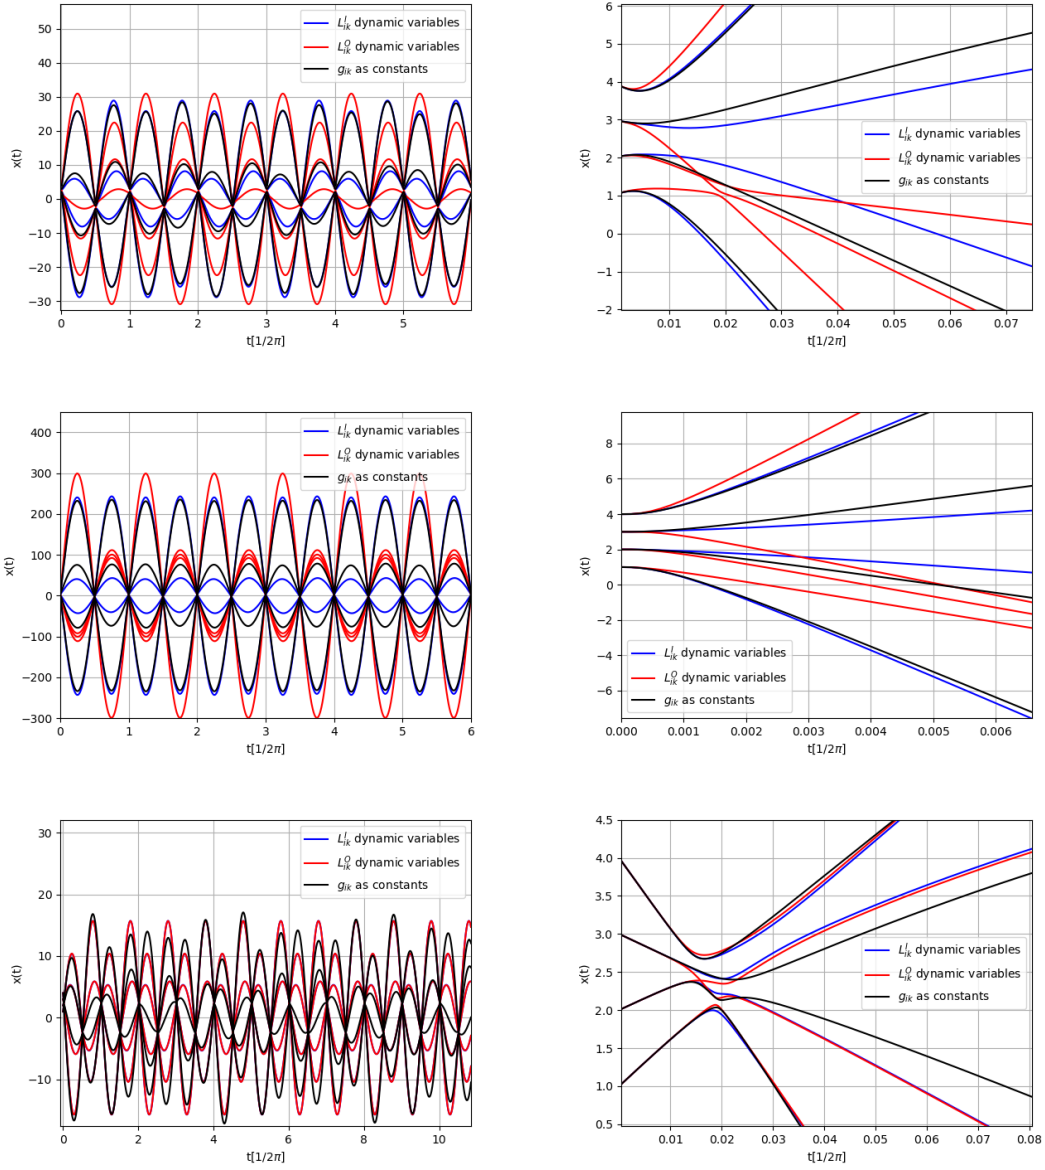 50
40
30
20
10
0
−10
−20
−30
x(t)
L^I_ik dynamic variables
L^O_ik dynamic variables
g_ik as constants
0 1 2 3 4 5
t[1/2π]
6
5
4
3
2
1
0
−1
−2
x(t)
L^I_ik dynamic variables
L^O_ik dynamic variables
g_ik as constants
0.01 0.02 0.03 0.04 0.05 0.06 0.07
t[1/2π]
400
300
200
100
0
−100
−200
−300
x(t)
L^I_ik dynamic variables
L^O_ik dynamic variables
g_ik as constants
0 1 2 3 4 5 6
t[1/2π]
8
6
4
2
0
−2
−4
−6
x(t)
L^I_ik dynamic variables
L^O_ik dynamic variables
g_ik as constants
0.000 0.001 0.002 0.003 0.004 0.005 0.006
t[1/2π]
30
20
10
0
−10
x(t)
L^I_ik dynamic variables
L^O_ik dynamic variables
g_ik as constants
0 2 4 6 8 10
t[1/2π]
4.5
4.0
3.5
3.0
2.5
2.0
1.5
1.0
0.5
x(t)
L^I_ik dynamic variables
L^O_ik dynamic variables
g_ik as constants
0.01 0.02 0.03 0.04 0.05 0.06 0.07 0.08
t[1/2π]